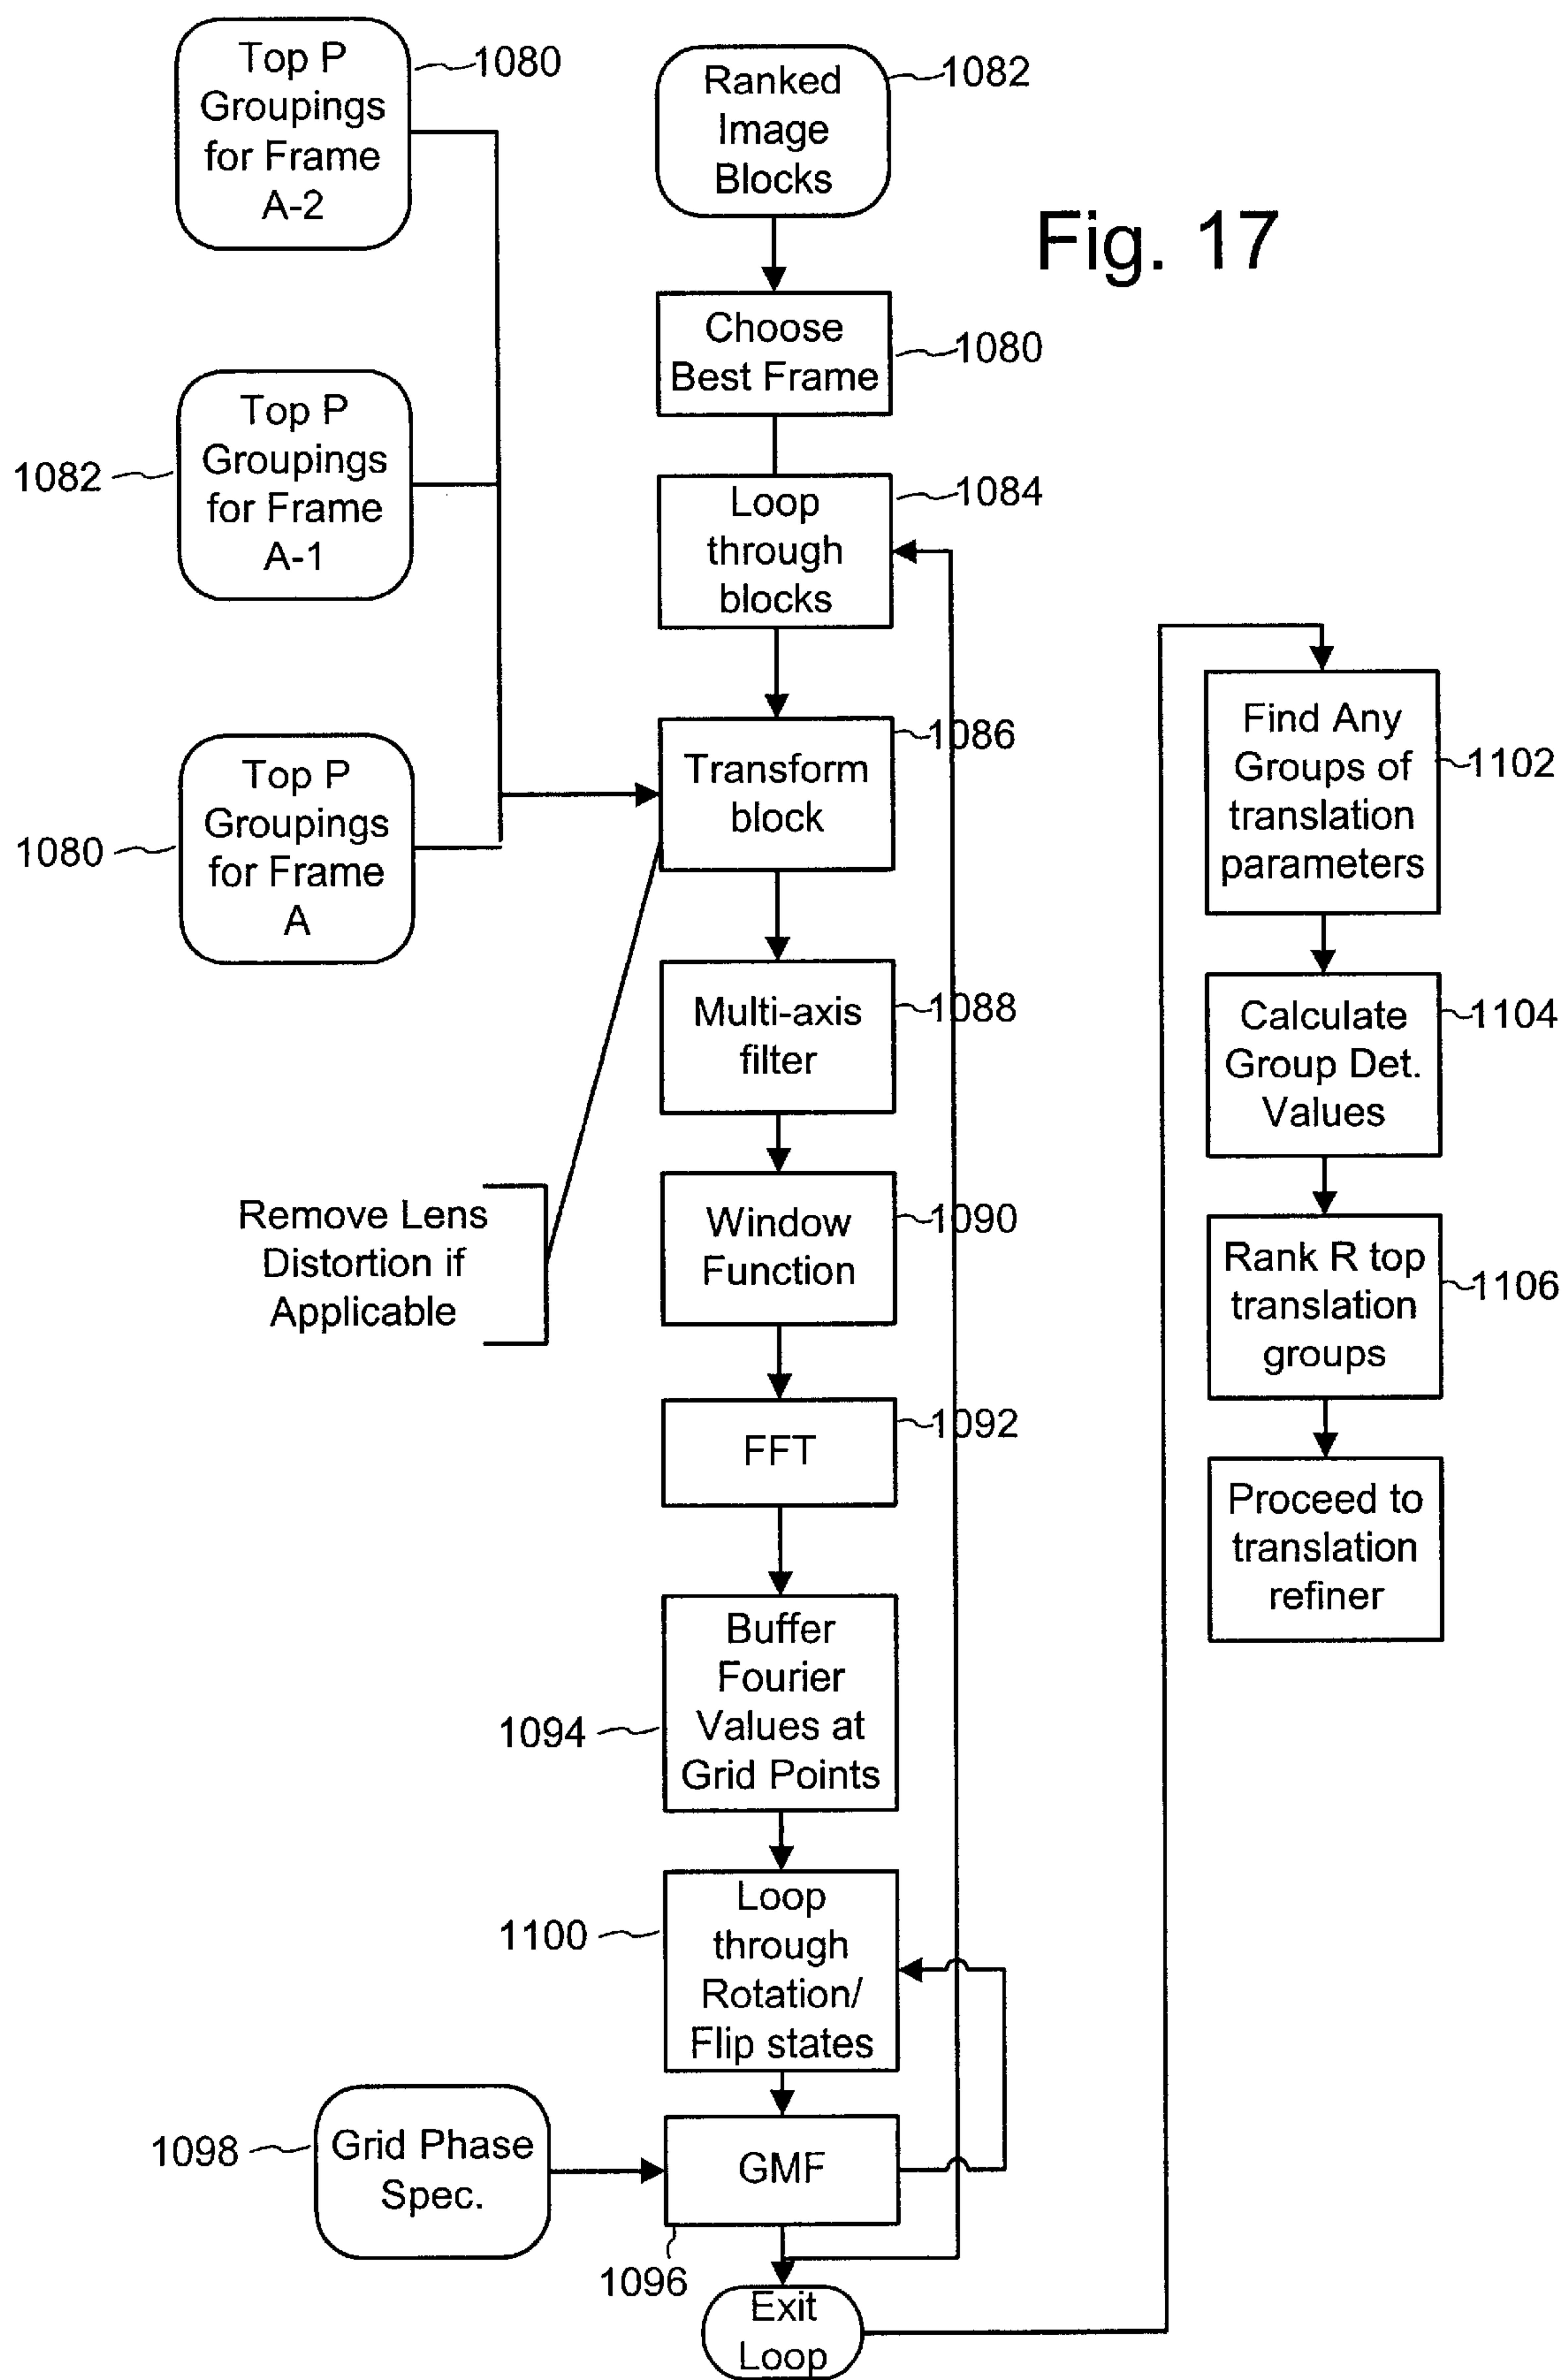 Top P
Groupings
for Frame
A-2
1080
Ranked
Image
Blocks
1082
Fig. 17
Choose
Best Frame
1080
Top P
Groupings
for Frame
A-1
1082
Loop
through
blocks
1084
Top P
Groupings
for Frame
A
1080
Transform
block
1086
Multi-axis
filter
1088
Remove Lens
Distortion if
Applicable
Window
Function
1090
FFT
1092
Buffer
Fourier
Values at
Grid Points
1094
Loop
through
Rotation/
Flip states
1100
Grid Phase
Spec.
1098
GMF
1096
Exit
Loop
Find Any
Groups of
translation
parameters
1102
Calculate
Group Det.
Values
1104
Rank R top
translation
groups
1106
Proceed to
translation
refiner